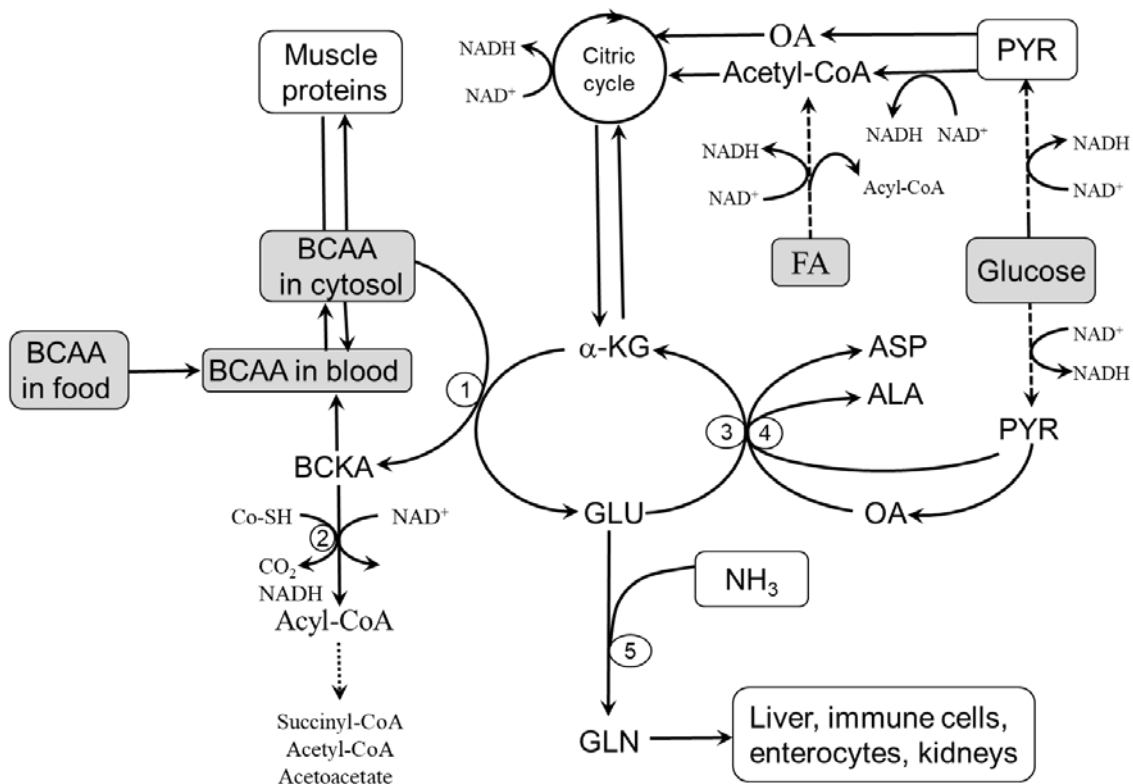 Muscle
proteins
NADH
NAD⁺
Citric
cycle
OA
Acetyl-CoA
PYR
NADH
NAD⁺
NADH
NAD⁺
Acyl-CoA
NADH
NAD⁺
FA
Glucose
BCAA
in cytosol
BCAA
in food
BCAA in blood
α-KG
ASP
ALA
NAD⁺
NADH
1
3
4
PYR
BCKA
GLU
OA
Co-SH
NAD⁺
2
CO₂
NADH
Acyl-CoA
NH₃
5
Succinyl-CoA
Acetyl-CoA
Acetoacetate
GLN
Liver, immune cells,
enterocytes, kidneys